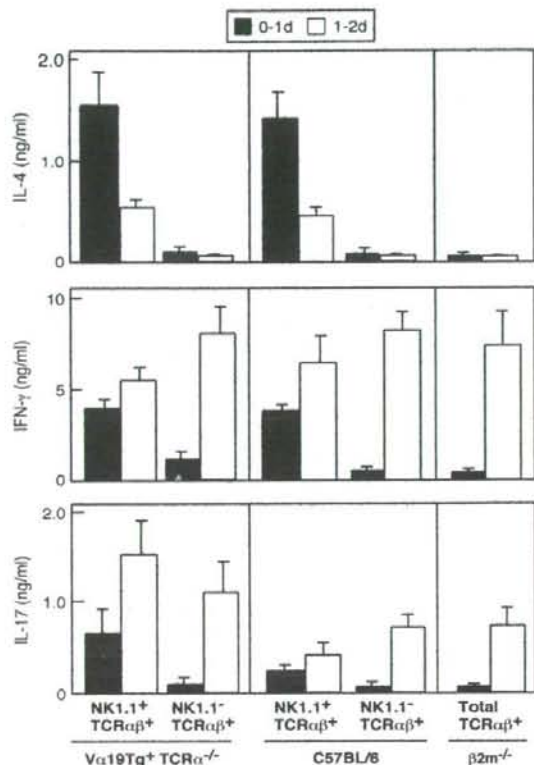 0-1d 1-2d
2.0
1.0
0
IL-4 (ng/ml)
10
5
0
IFN-γ (ng/ml)
1.0
1.0
0
IL-17 (ng/ml)
NK1.1+ NK1.1- NK1.1+ NK1.1- Total
TCRαβ+ TCRαβ+ TCRαβ+ TCRαβ+ TCRαβ+
Vα19Tg+ TCRα-/- C57BL/6 β2m-/-